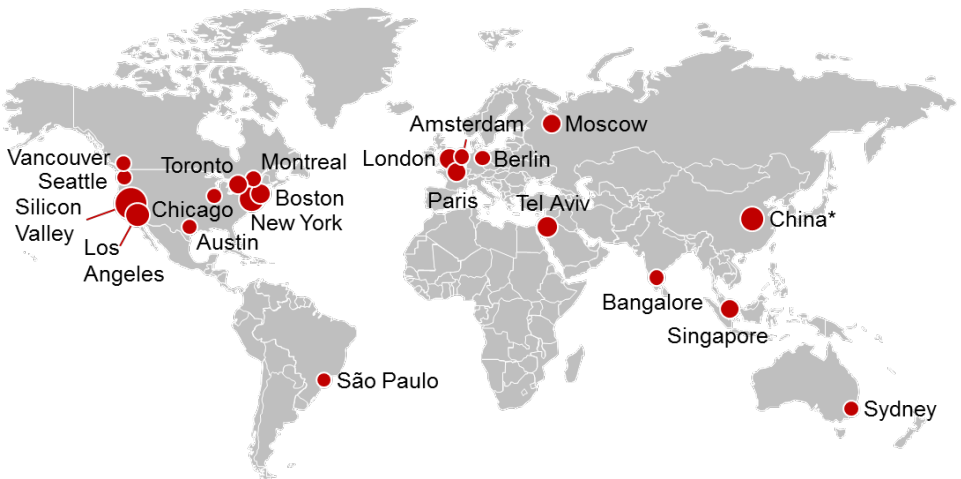 Amsterdam
Moscow
Vancouver
Toronto
Montreal
London
Berlin
Seattle
Silicon
Valley
Chicago
Boston
New York
Paris
Tel Aviv
China*
Austin
Los
Angeles
Bangalore
Singapore
São Paulo
Sydney